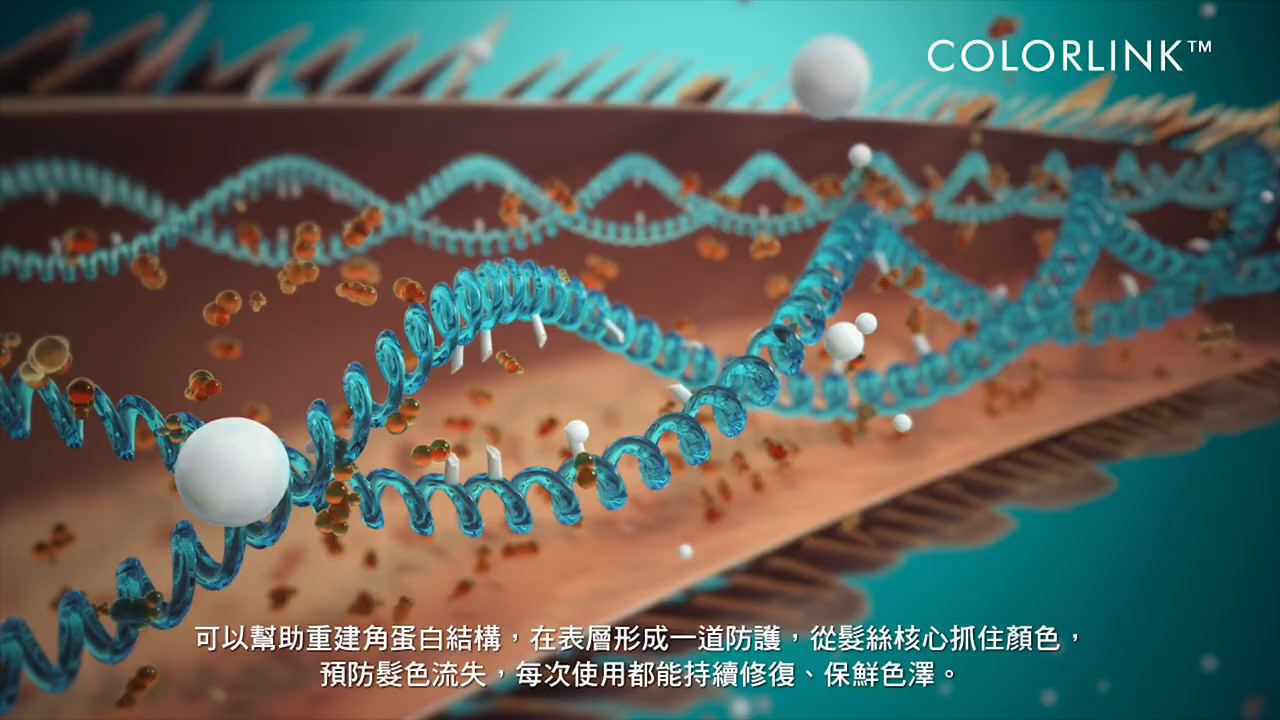 COLORLINK™
可以幫助重建角蛋白結構，在表層形成一道防護，從髮絲核心抓住顏色，
預防髮色流失，每次使用都能持續修復、保鮮色澤。